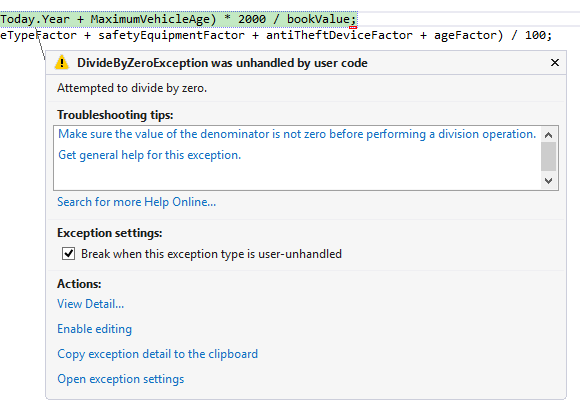 Today.Year + MaximumVehicleAge) * 2000 / bookValue;
eTypeFactor + safetyEquipmentFactor + antiTheftDeviceFactor + ageFactor) / 100;
DivideByZeroException was unhandled by user code
Attempted to divide by zero.
Troubleshooting tips:
Make sure the value of the denominator is not zero before performing a division operation.
Get general help for this exception.
Search for more Help Online...
Exception settings:
Break when this exception type is user-unhandled
Actions:
View Detail...
Enable editing
Copy exception detail to the clipboard
Open exception settings